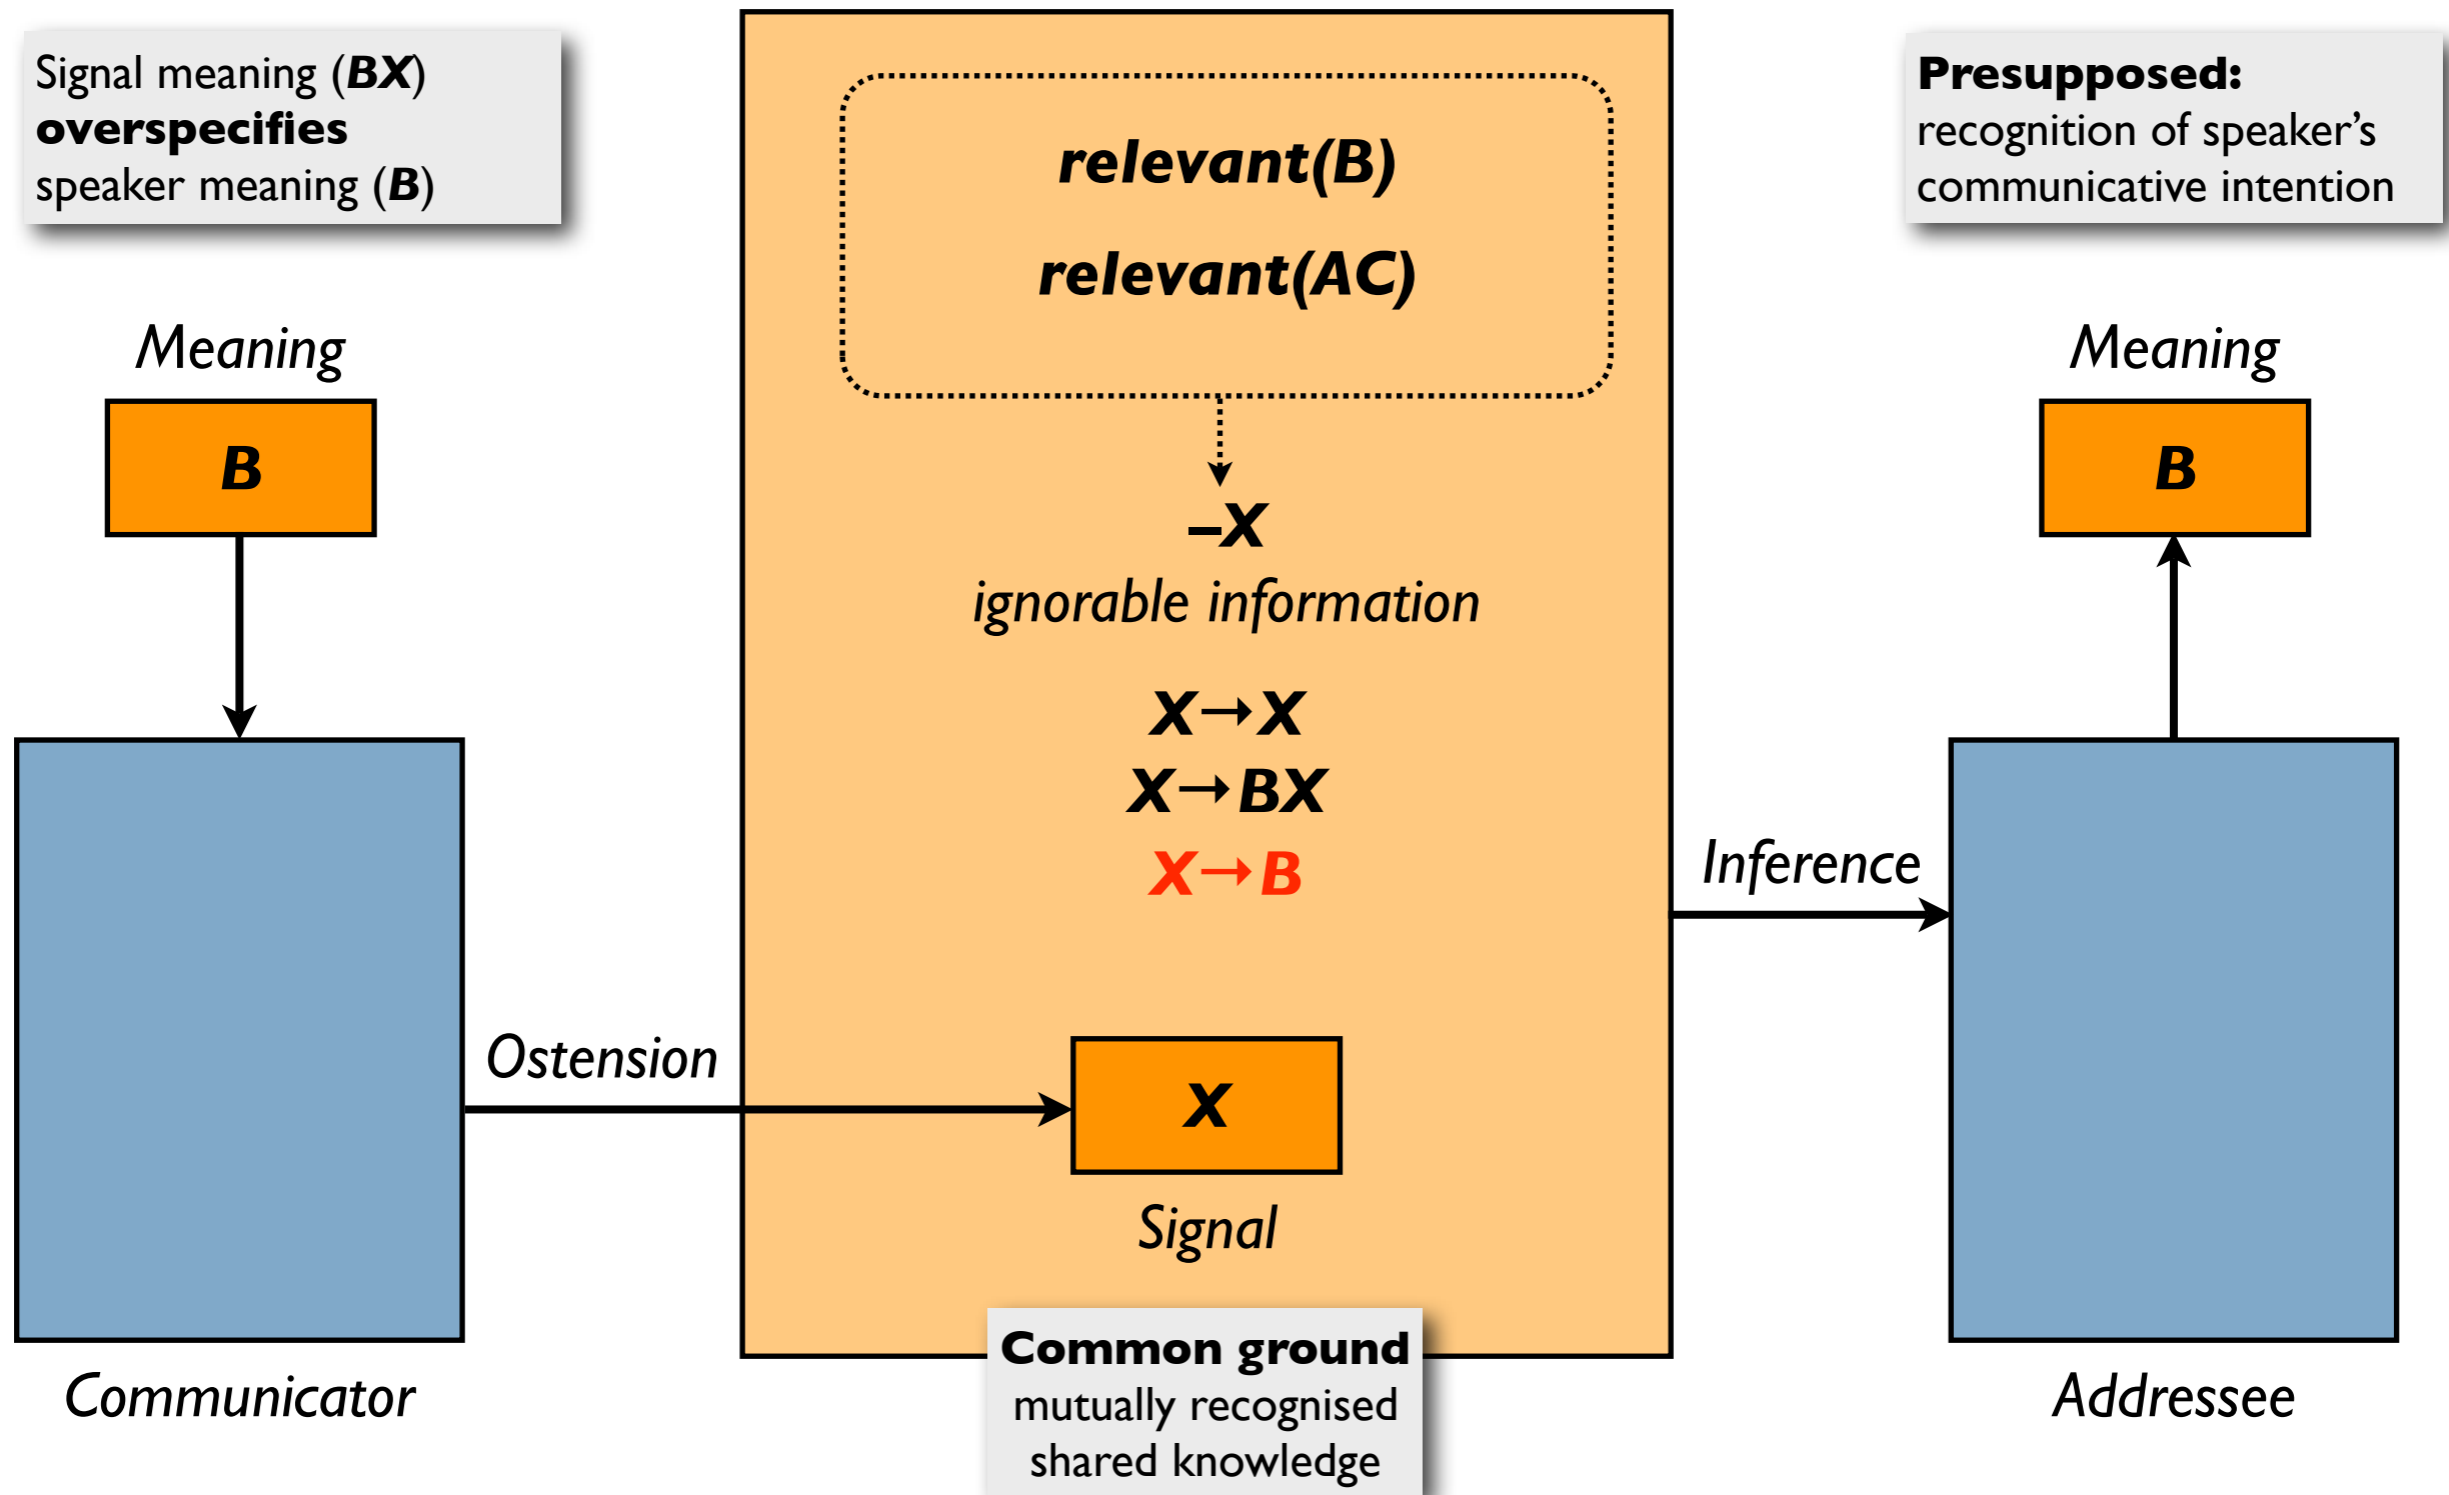 Signal meaning (BX)
overspecifies
speaker meaning (B)
Presupposed:
recognition of speaker’s
communicative intention
relevant(B)
relevant(AC)
Meaning
Meaning
B
B
–X
ignorable information
X→X
X→BX
X→B
Inference
Ostension
X
Signal
Common ground
mutually recognised
shared knowledge
Communicator
Addressee